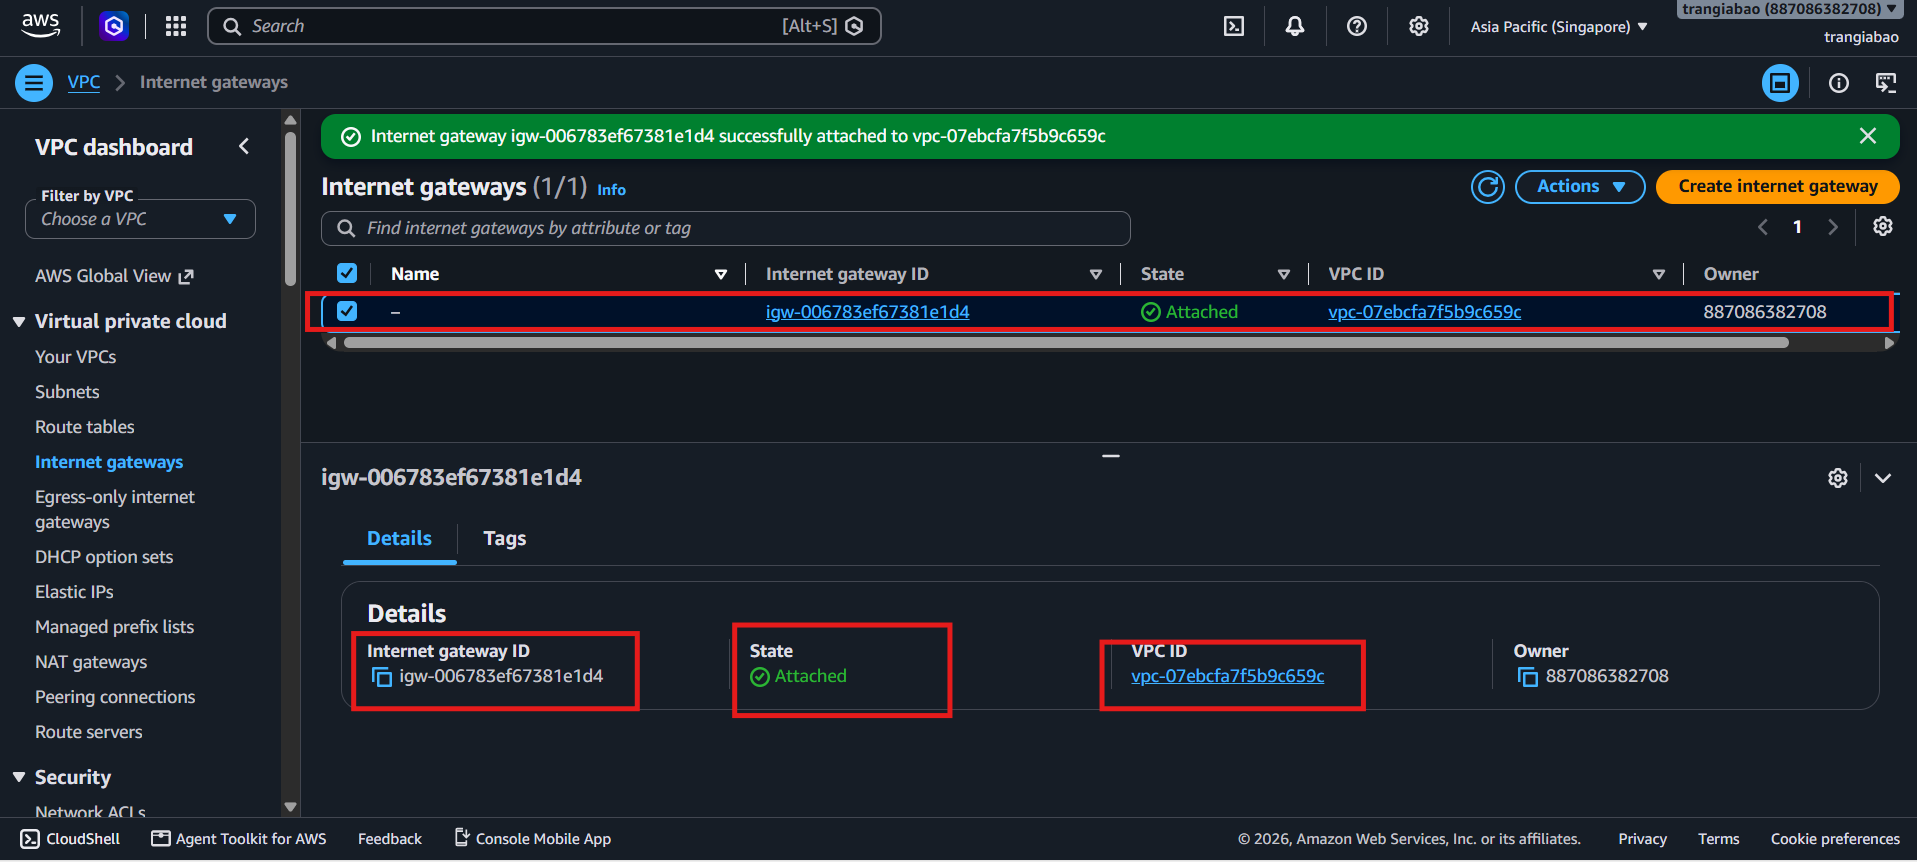 aws
Search [Alt+S]
Asia Pacific (Singapore)
trangiabao (887086382708)
trangiabao
VPC
Internet gateways
VPC dashboard
Filter by VPC
Choose a VPC
AWS Global View
Virtual private cloud
Your VPCs
Subnets
Route tables
Internet gateways
Egress-only internet
gateways
DHCP option sets
Elastic IPs
Managed prefix lists
NAT gateways
Peering connections
Route servers
Security
Network ACLs
Internet gateway igw-006783ef67381e1d4 successfully attached to vpc-07ebcfa7f5b9c659c
Internet gateways (1/1) Info
Actions
Create internet gateway
Find internet gateways by attribute or tag
1
Name Internet gateway ID State VPC ID Owner
– igw-006783ef67381e1d4 Attached vpc-07ebcfa7f5b9c659c 887086382708
igw-006783ef67381e1d4
Details Tags
Details
Internet gateway ID
igw-006783ef67381e1d4
State
Attached
VPC ID
vpc-07ebcfa7f5b9c659c
Owner
887086382708
CloudShell Agent Toolkit for AWS Feedback Console Mobile App
© 2026, Amazon Web Services, Inc. or its affiliates. Privacy Terms Cookie preferences